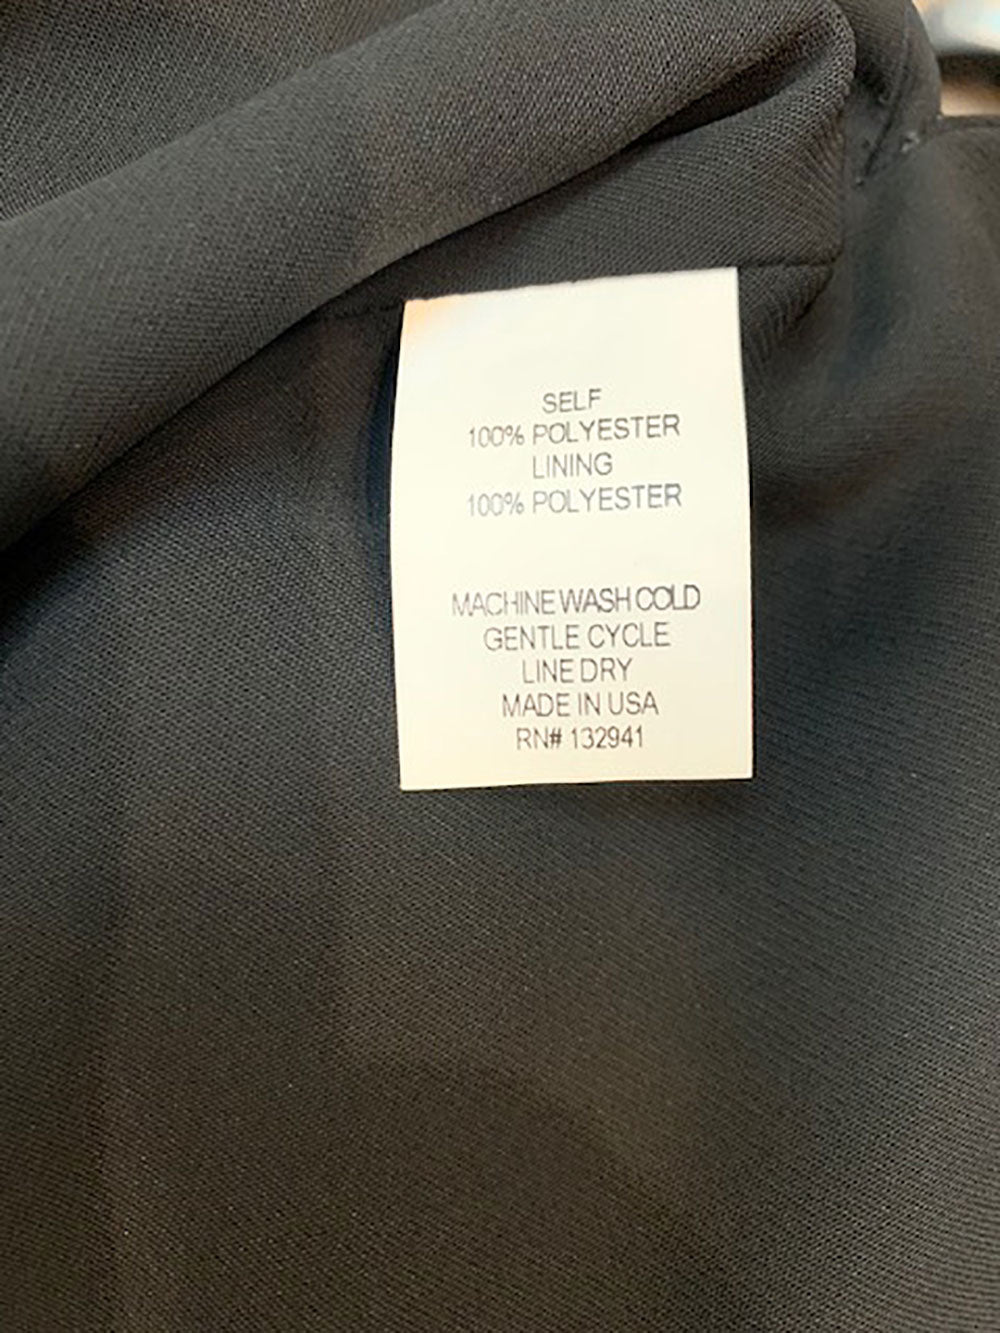 SELF
100% POLYESTER
LINING
100% POLYESTER
MACHINE WASH COLD
GENTLE CYCLE
LINE DRY
MADE IN USA
RN# 132941